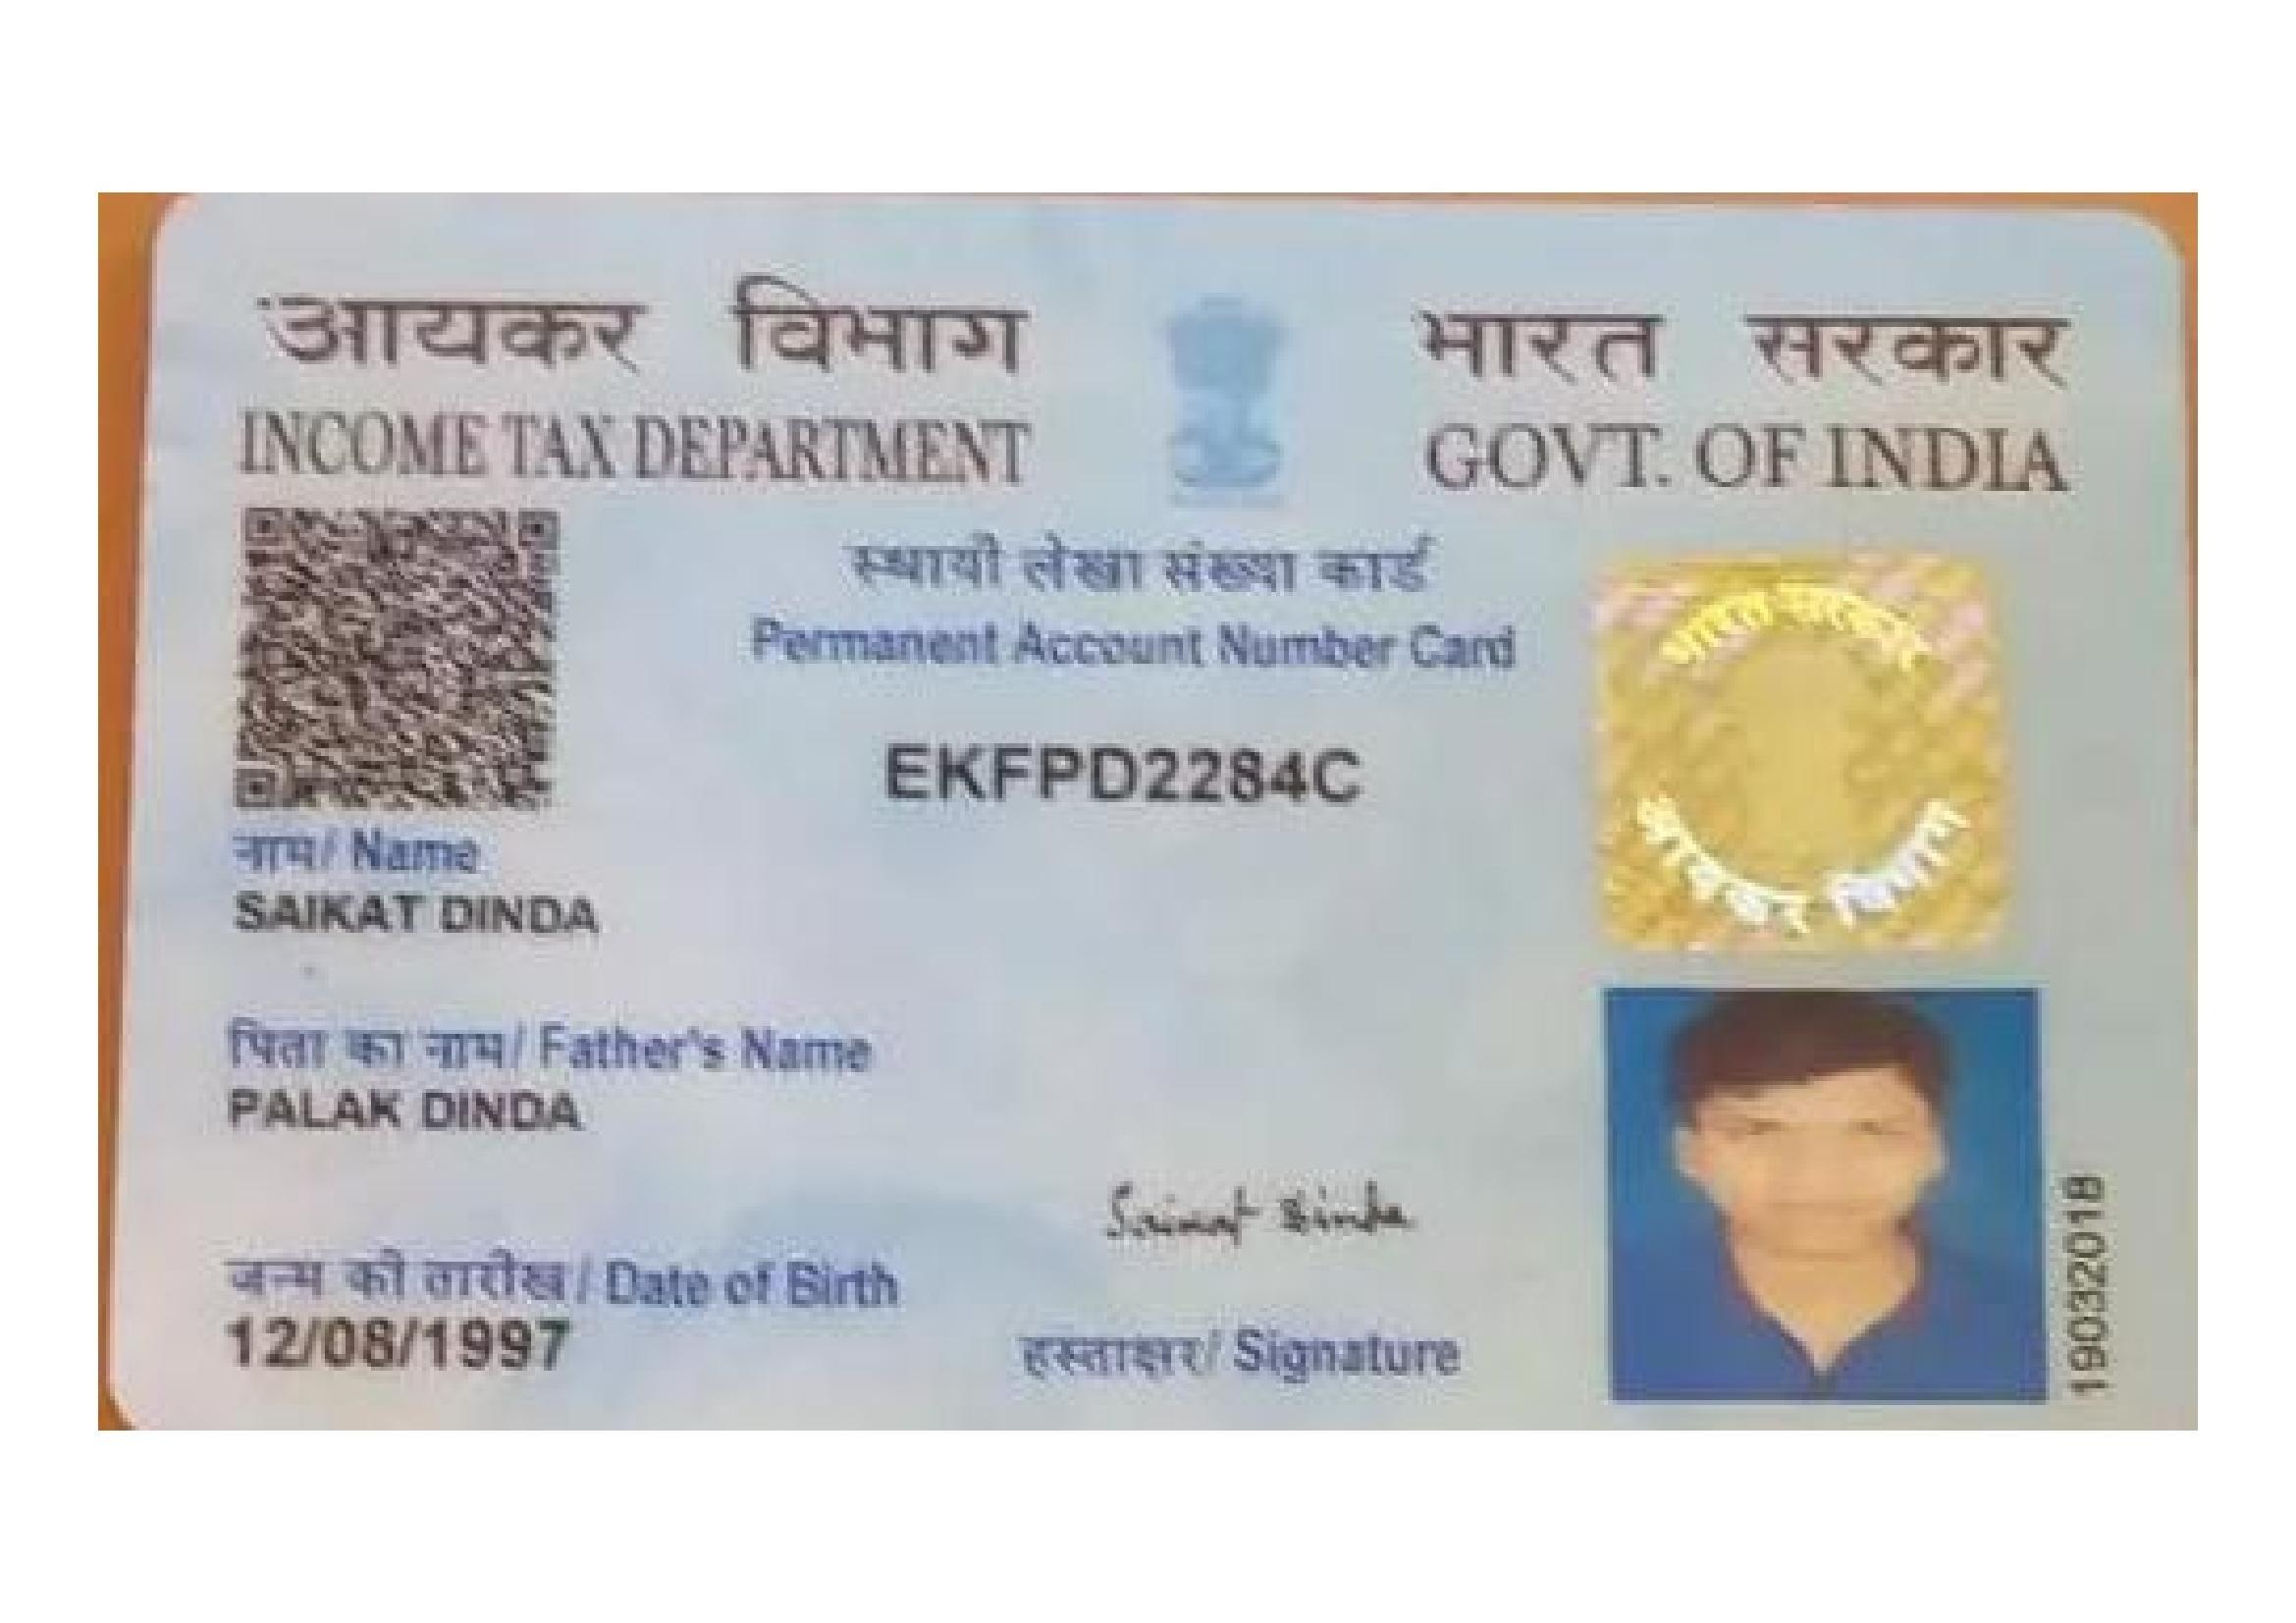 आयकर विभाग
INCOME TAX DEPARTMENT
भारत सरकार
GOVT. OF INDIA
स्थायी लेखा संख्या कार्ड
Permanent Account Number Card
EKFPD2284C
भारत सरकार
आयकर विभाग
नाम/ Name
SAIKAT DINDA
पिता का नाम/ Father's Name
PALAK DINDA
जन्म की तारीख/ Date of Birth
12/08/1997
Saikat Dinda
हस्ताक्षर/ Signature
19032018